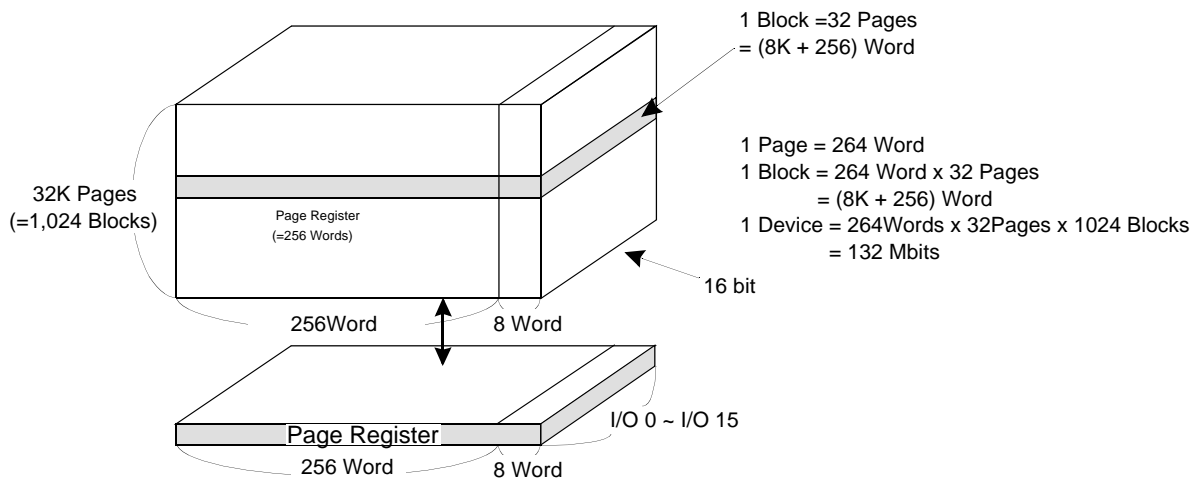 1 Block =32 Pages
= (8K + 256) Word
1 Page = 264 Word
1 Block = 264 Word x 32 Pages
= (8K + 256) Word
1 Device = 264Words x 32Pages x 1024 Blocks
= 132 Mbits
32K Pages
(=1,024 Blocks)
Page Register
(=256 Words)
16 bit
256Word
8 Word
I/O 0 ~ I/O 15
Page Register
256 Word
8 Word